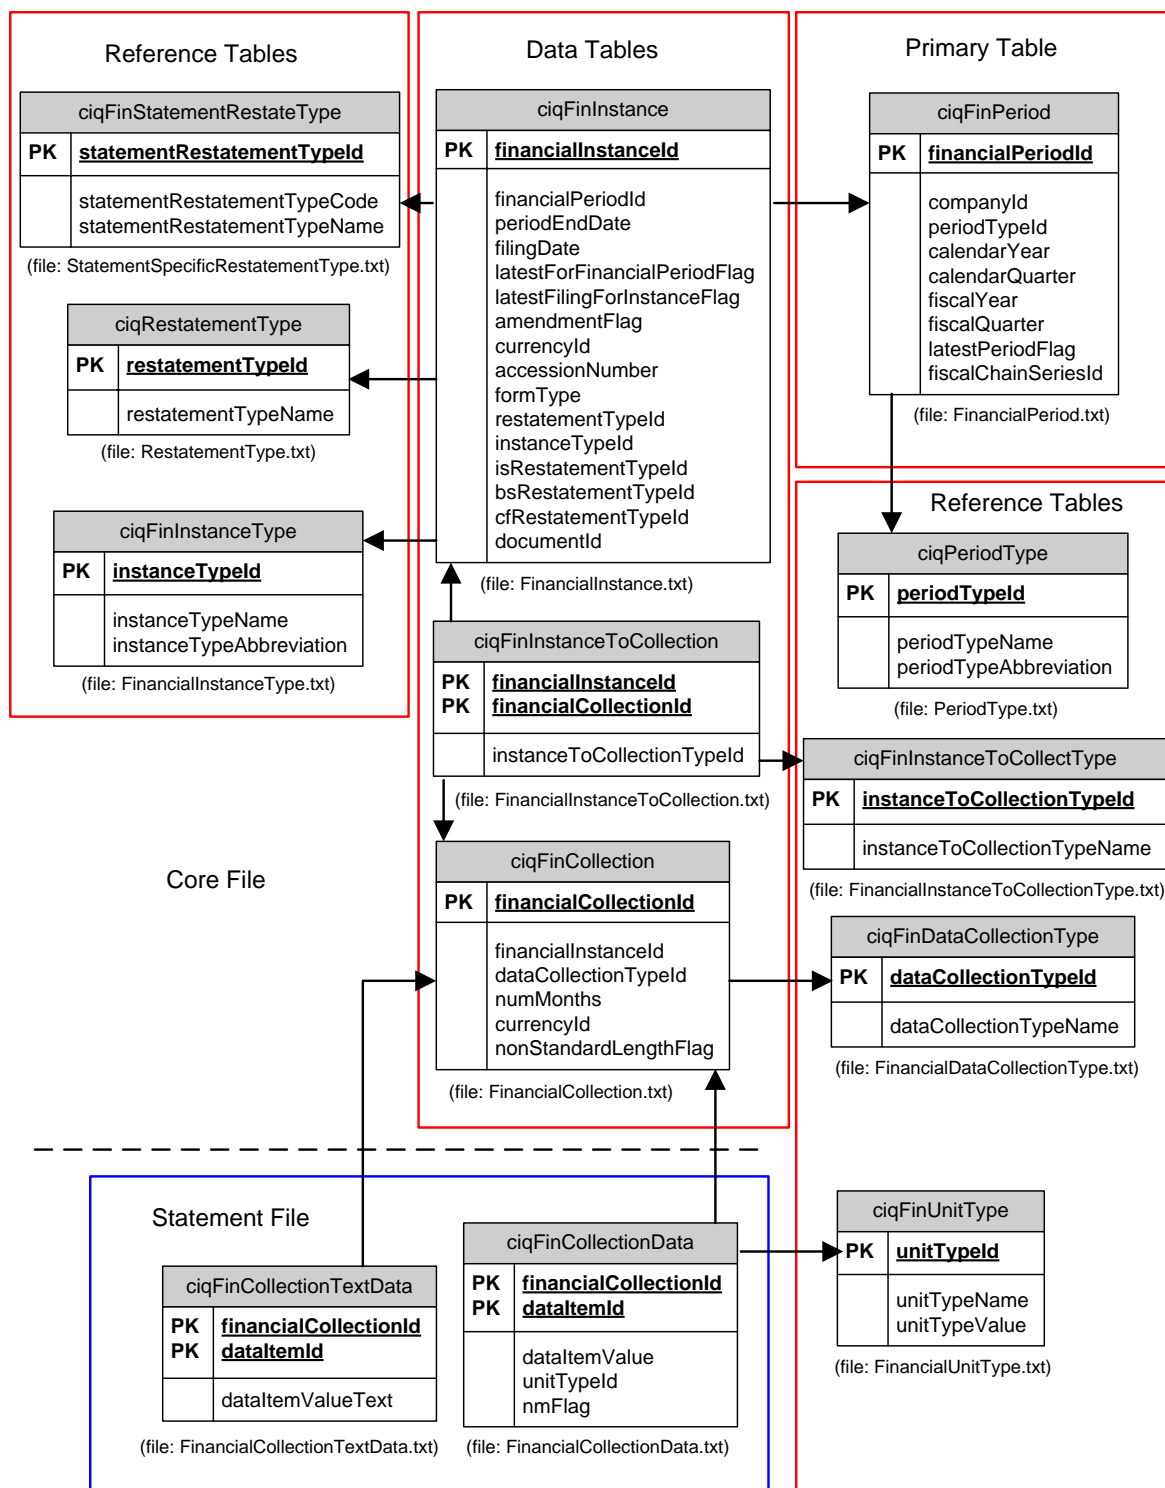 Reference Tables
ciqFinStatementRestateType
PK statementRestatementTypeId
statementRestatementTypeCode
statementRestatementTypeName
(file: StatementSpecificRestatementType.txt)
ciqRestatementType
PK restatementTypeId
restatementTypeName
(file: RestatementType.txt)
ciqFinInstanceType
PK instanceTypeId
instanceTypeName
instanceTypeAbbreviation
(file: FinancialInstanceType.txt)
Data Tables
ciqFinInstance
PK financialInstanceId
financialPeriodId
periodEndDate
filingDate
latestForFinancialPeriodFlag
latestFilingForInstanceFlag
amendmentFlag
currencyId
accessionNumber
formType
restatementTypeId
instanceTypeId
isRestatementTypeId
bsRestatementTypeId
cfRestatementTypeId
documentId
(file: FinancialInstance.txt)
ciqFinInstanceToCollection
PK financialInstanceId
PK financialCollectionId
instanceToCollectionTypeId
(file: FinancialInstanceToCollection.txt)
ciqFinCollection
PK financialCollectionId
financialInstanceId
dataCollectionTypeId
numMonths
currencyId
nonStandardLengthFlag
(file: FinancialCollection.txt)
Primary Table
ciqFinPeriod
PK financialPeriodId
companyId
periodTypeId
calendarYear
calendarQuarter
fiscalYear
fiscalQuarter
latestPeriodFlag
fiscalChainSeriesId
(file: FinancialPeriod.txt)
Reference Tables
ciqPeriodType
PK periodTypeId
periodTypeName
periodTypeAbbreviation
(file: PeriodType.txt)
ciqFinInstanceToCollectType
PK instanceToCollectionTypeId
instanceToCollectionTypeName
(file: FinancialInstanceToCollectionType.txt)
ciqFinDataCollectionType
PK dataCollectionTypeId
dataCollectionTypeName
(file: FinancialDataCollectionType.txt)
ciqFinUnitType
PK unitTypeId
unitTypeName
unitTypeValue
(file: FinancialUnitType.txt)
Core File
Statement File
ciqFinCollectionTextData
PK financialCollectionId
PK dataItemId
dataItemValueText
(file: FinancialCollectionTextData.txt)
ciqFinCollectionData
PK financialCollectionId
PK dataItemId
dataItemValue
unitTypeId
nmFlag
(file: FinancialCollectionData.txt)